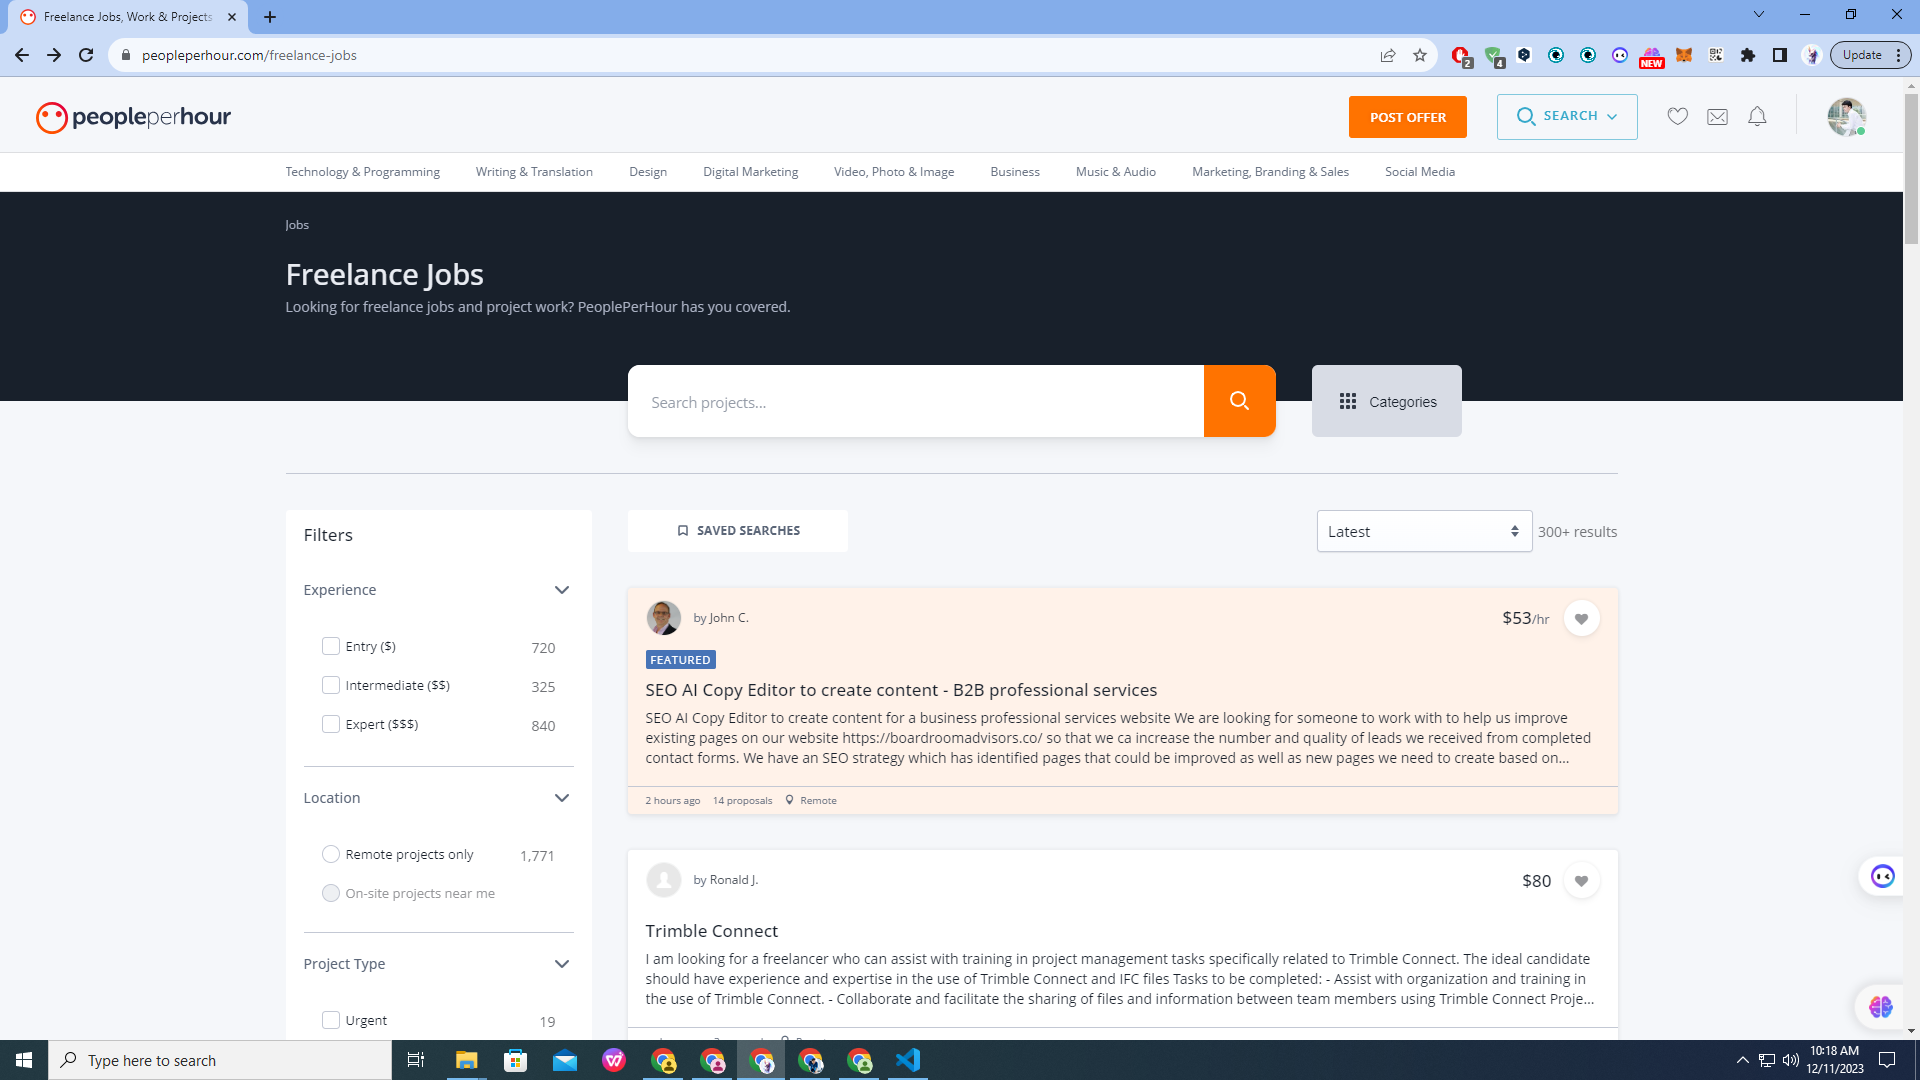 Freelance Jobs, Work & Projects
peopleperhour.com/freelance-jobs
2
4
NEW
Update
peopleperhour
POST OFFER
SEARCH
Technology & Programming
Writing & Translation
Design
Digital Marketing
Video, Photo & Image
Business
Music & Audio
Marketing, Branding & Sales
Social Media
Jobs
Freelance Jobs
Looking for freelance jobs and project work? PeoplePerHour has you covered.
Search projects...
Categories
Filters
Experience
Entry ($) 720
Intermediate ($$) 325
Expert ($$$) 840
Location
Remote projects only 1,771
On-site projects near me
Project Type
Urgent 19
SAVED SEARCHES
Latest
300+ results
by John C.
$53/hr
FEATURED
SEO AI Copy Editor to create content - B2B professional services
SEO AI Copy Editor to create content for a business professional services website We are looking for someone to work with to help us improve
existing pages on our website https://boardroomadvisors.co/ so that we ca increase the number and quality of leads we received from completed
contact forms. We have an SEO strategy which has identified pages that could be improved as well as new pages we need to create based on...
2 hours ago 14 proposals Remote
by Ronald J.
$80
Trimble Connect
I am looking for a freelancer who can assist with training in project management tasks specifically related to Trimble Connect. The ideal candidate
should have experience and expertise in the use of Trimble Connect and IFC files Tasks to be completed: - Assist with organization and training in
the use of Trimble Connect. - Collaborate and facilitate the sharing of files and information between team members using Trimble Connect Proje...
Type here to search
10:18 AM
12/11/2023